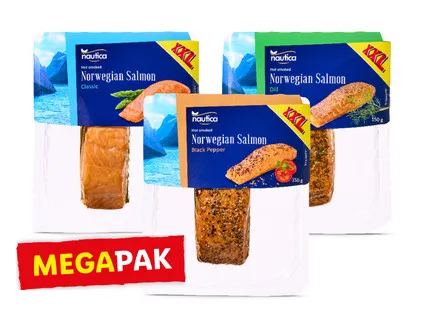 nautica
Hot smoked
Norwegian Salmon
Classic
XXL
nautica
Hot smoked
Norwegian Salmon
Dill
XXL
150 g
nautica
Hot smoked
Norwegian Salmon
Black Pepper
XXL
150 g
MEGAPAK